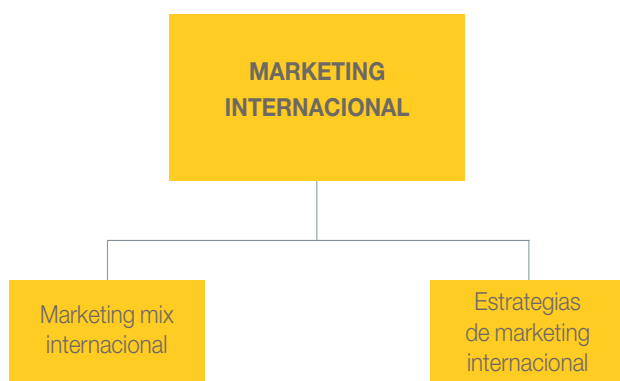 MARKETING
INTERNACIONAL
Marketing mix
internacional
Estrategias
de marketing
internacional